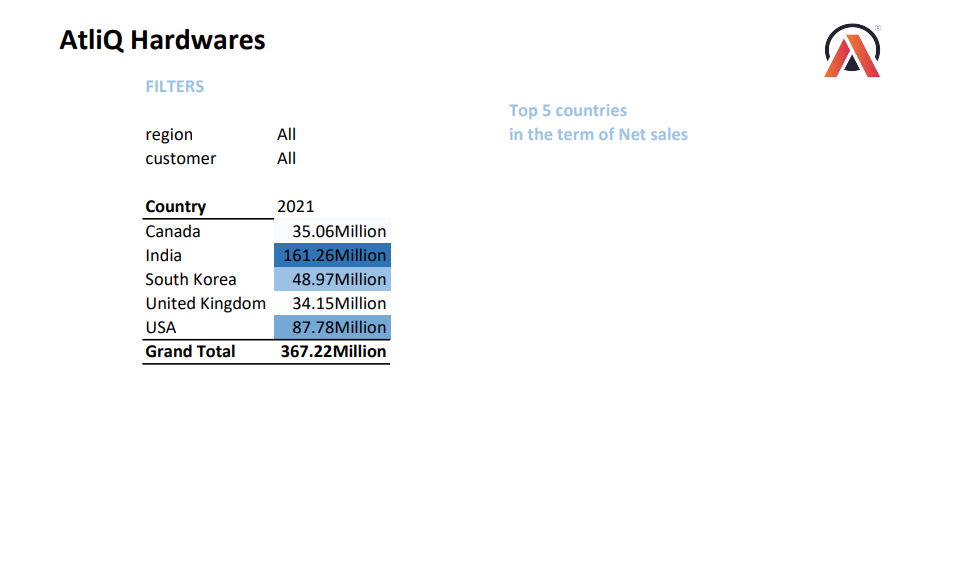 AtliQ Hardwares
®
FILTERS
Top 5 countries
in the term of Net sales
region All
customer All
Country 2021
Canada 35.06Million
India 161.26Million
South Korea 48.97Million
United Kingdom 34.15Million
USA 87.78Million
Grand Total 367.22Million